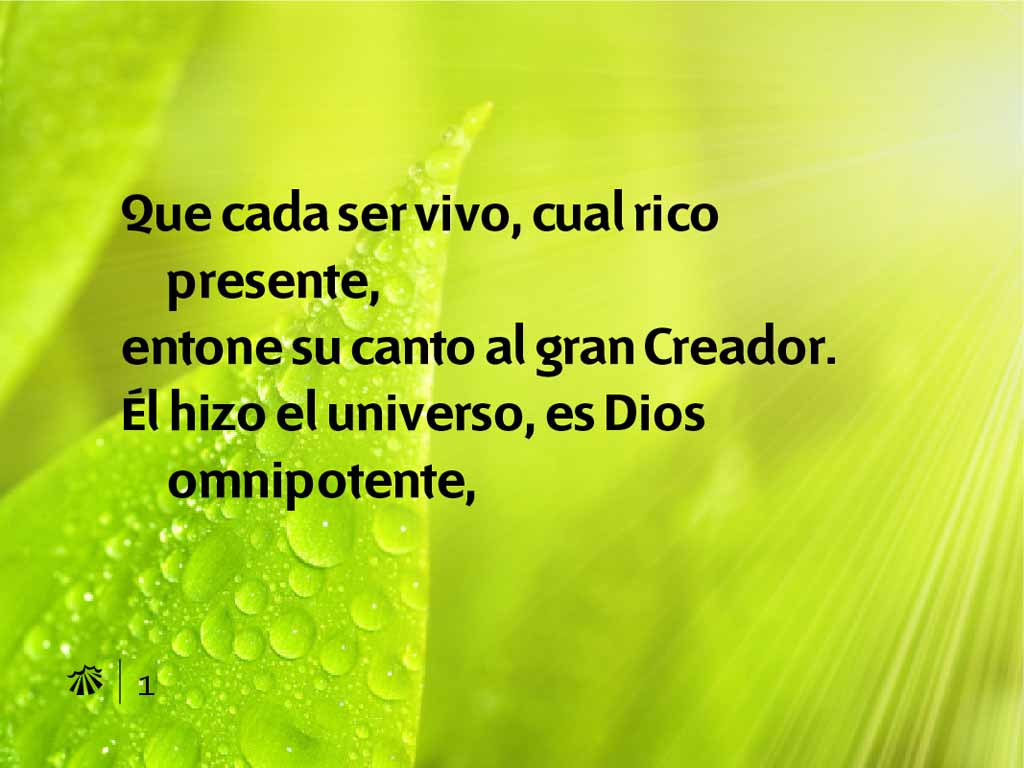 Que cada ser vivo, cual rico
presente,
entone su canto al gran Creador.
Él hizo el universo, es Dios
omnipotente,
1